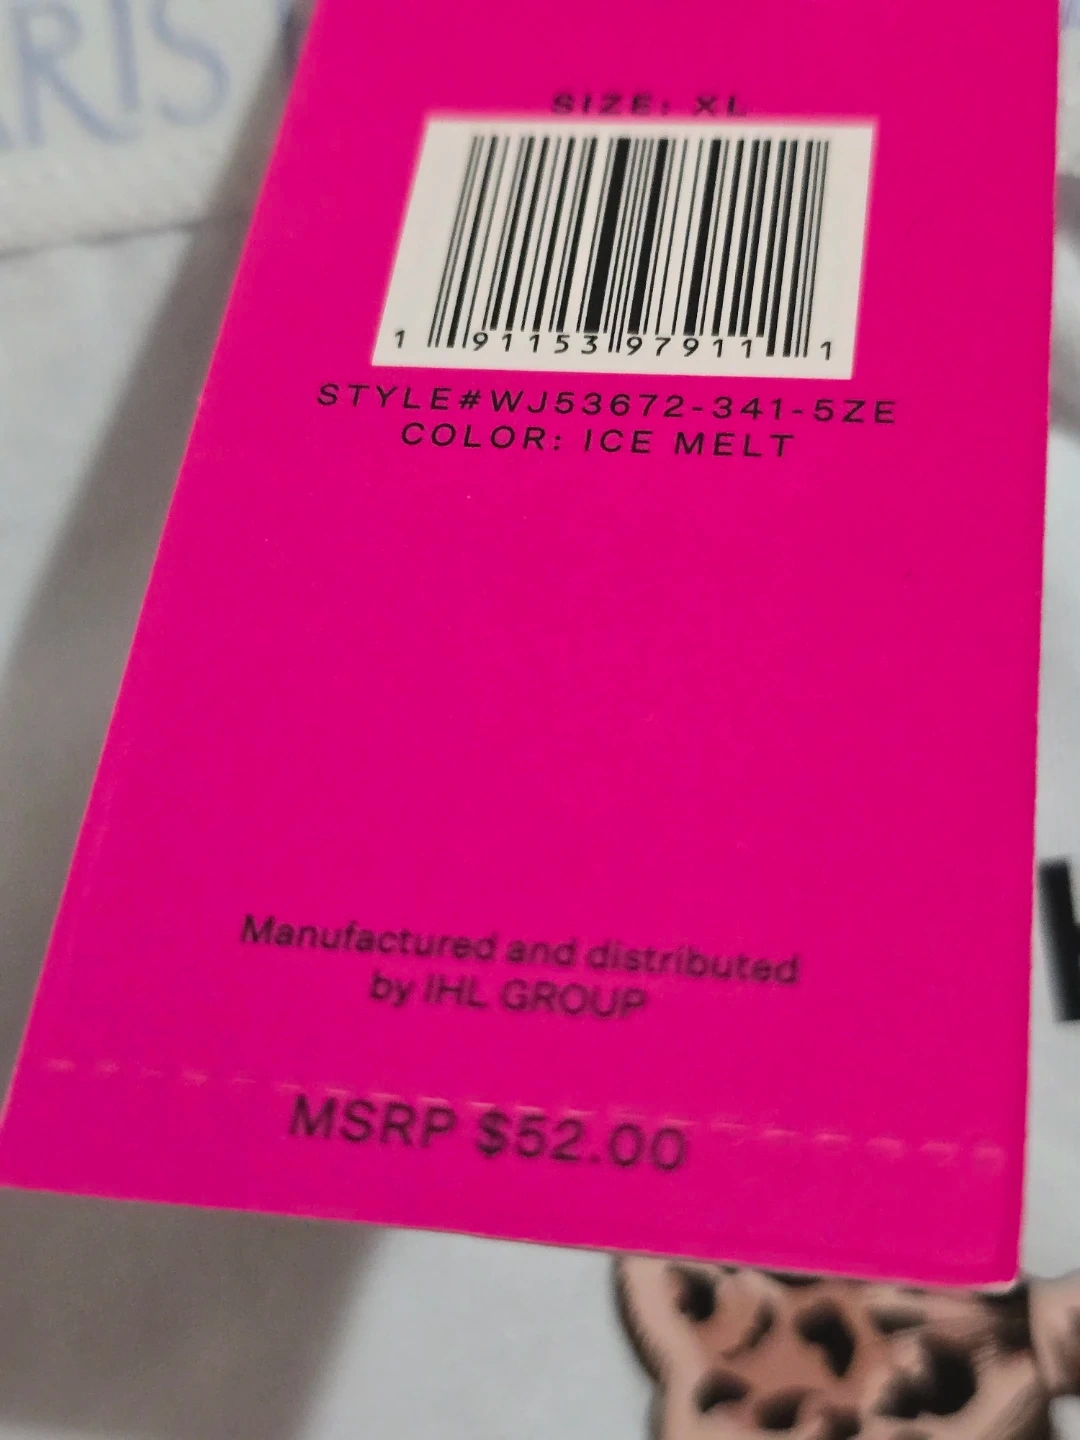 ARIS
SIZE: XL
1 91153 97911 1
STYLE#WJ53672-341-5ZE
COLOR: ICE MELT
Manufactured and distributed
by IHL GROUP
MSRP $52.00